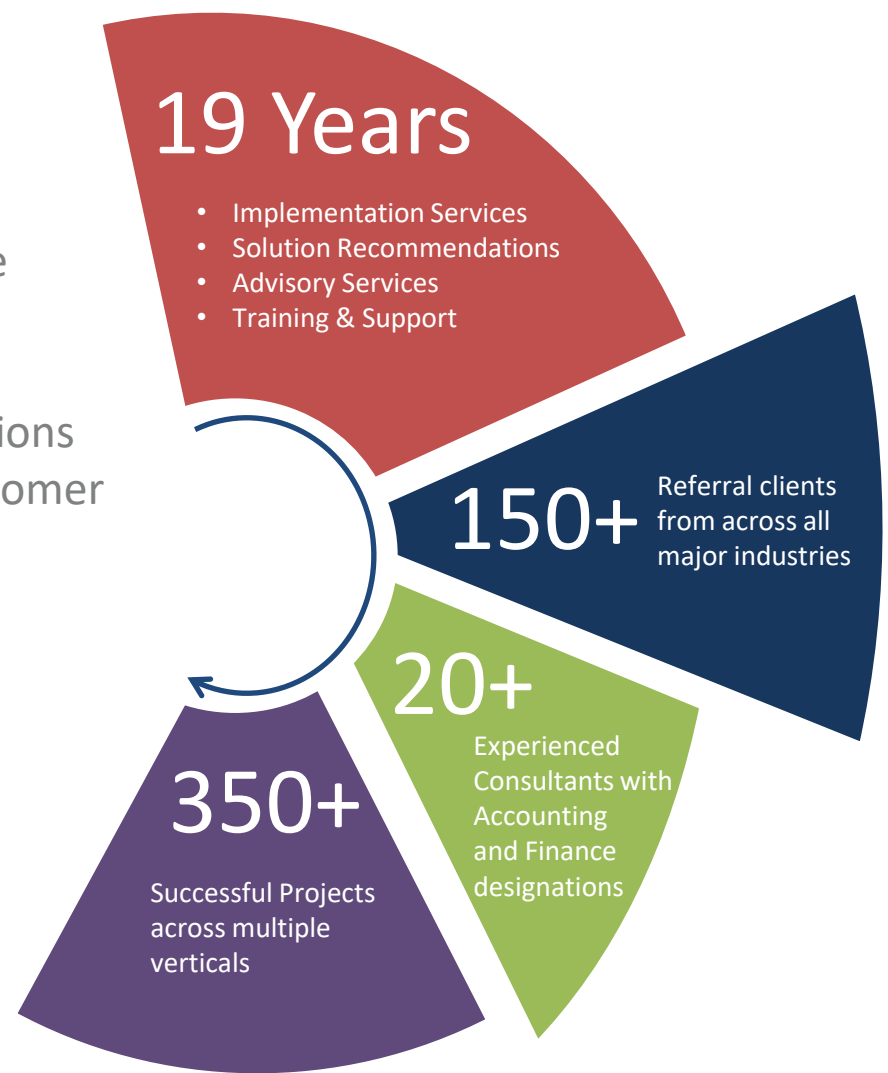 19 Years
• Implementation Services
• Solution Recommendations
• Advisory Services
• Training & Support
150+
Referral clients
from across all
major industries
20+
Experienced
Consultants with
Accounting
and Finance
designations
350+
Successful Projects
across multiple
verticals